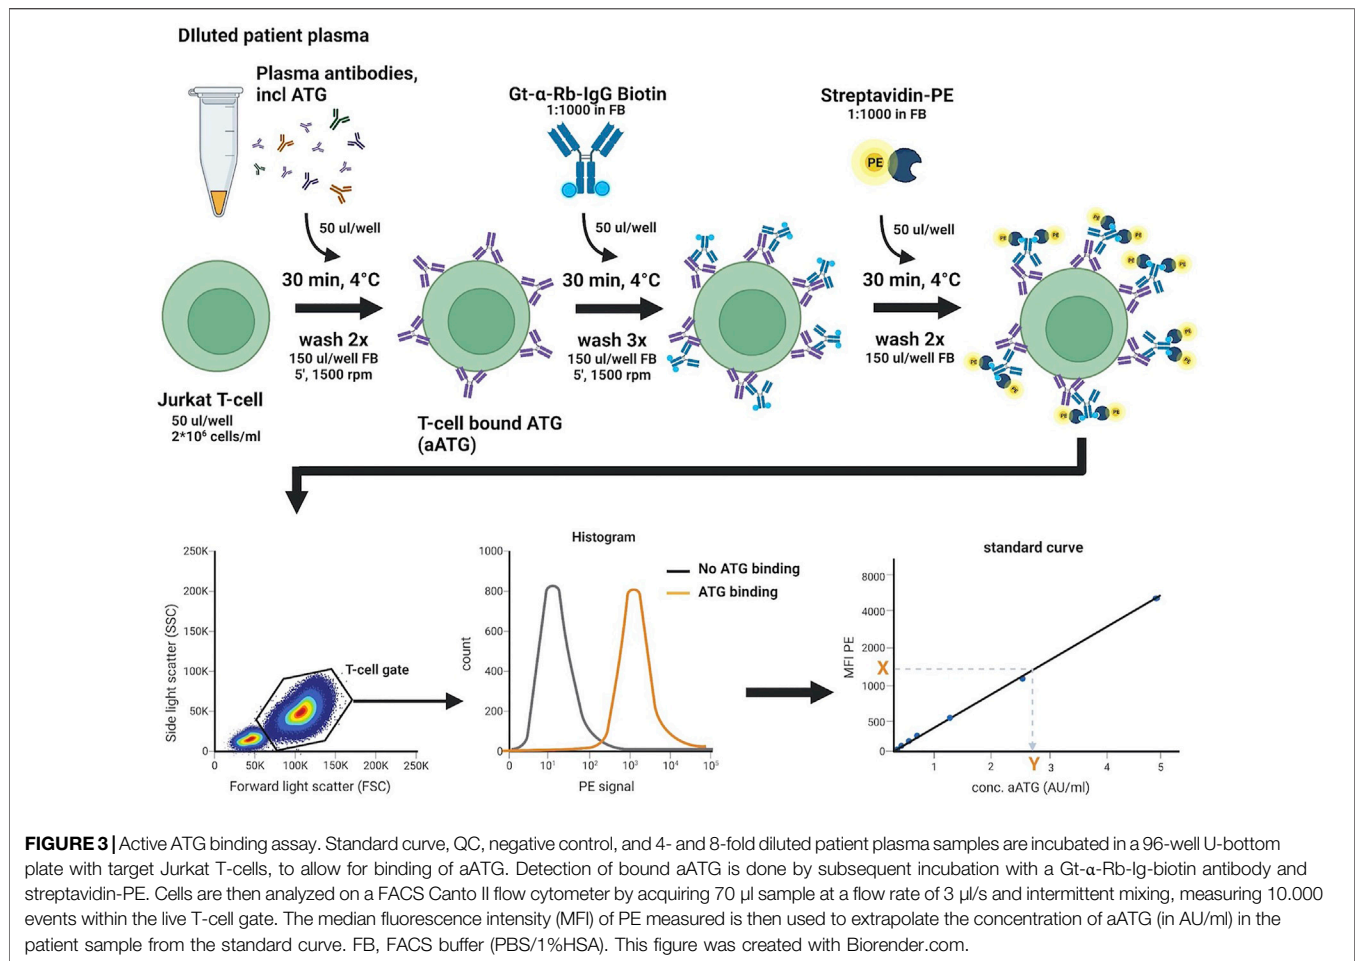 DIluted patient plasma
Plasma antibodies,
incl ATG
Gt-α-Rb-IgG Biotin
1:1000 in FB
Streptavidin-PE
1:1000 in FB
PE
50 ul/well
50 ul/well
50 ul/well
30 min, 4°C
30 min, 4°C
30 min, 4°C
wash 2x
150 ul/well FB
5', 1500 rpm
wash 3x
150 ul/well FB
5', 1500 rpm
wash 2x
150 ul/well FB
PE
PE
PE
PE
PE
PE
PE
PE
PE
PE
PE
PE
Jurkat T-cell
50 ul/well
2*10⁶ cells/ml
T-cell bound ATG
(aATG)
Side light scatter (SSC)
250K
200K
150K
100K
50K
0
T-cell gate
0
50K
100K
150K
200K
250K
Forward light scatter (FSC)
Histogram
count
1000
800
600
400
200
0
No ATG binding
ATG binding
0
10¹
10²
10³
10⁴
10⁵
PE signal
standard curve
MFI PE
8000
4000
2000
X
1000
500
0
1
2
Y
3
4
5
conc. aATG (AU/ml)
FIGURE 3 | Active ATG binding assay. Standard curve, QC, negative control, and 4- and 8-fold diluted patient plasma samples are incubated in a 96-well U-bottom
plate with target Jurkat T-cells, to allow for binding of aATG. Detection of bound aATG is done by subsequent incubation with a Gt-α-Rb-Ig-biotin antibody and
streptavidin-PE. Cells are then analyzed on a FACS Canto II flow cytometer by acquiring 70 µl sample at a flow rate of 3 µl/s and intermittent mixing, measuring 10.000
events within the live T-cell gate. The median fluorescence intensity (MFI) of PE measured is then used to extrapolate the concentration of aATG (in AU/ml) in the
patient sample from the standard curve. FB, FACS buffer (PBS/1%HSA). This figure was created with Biorender.com.